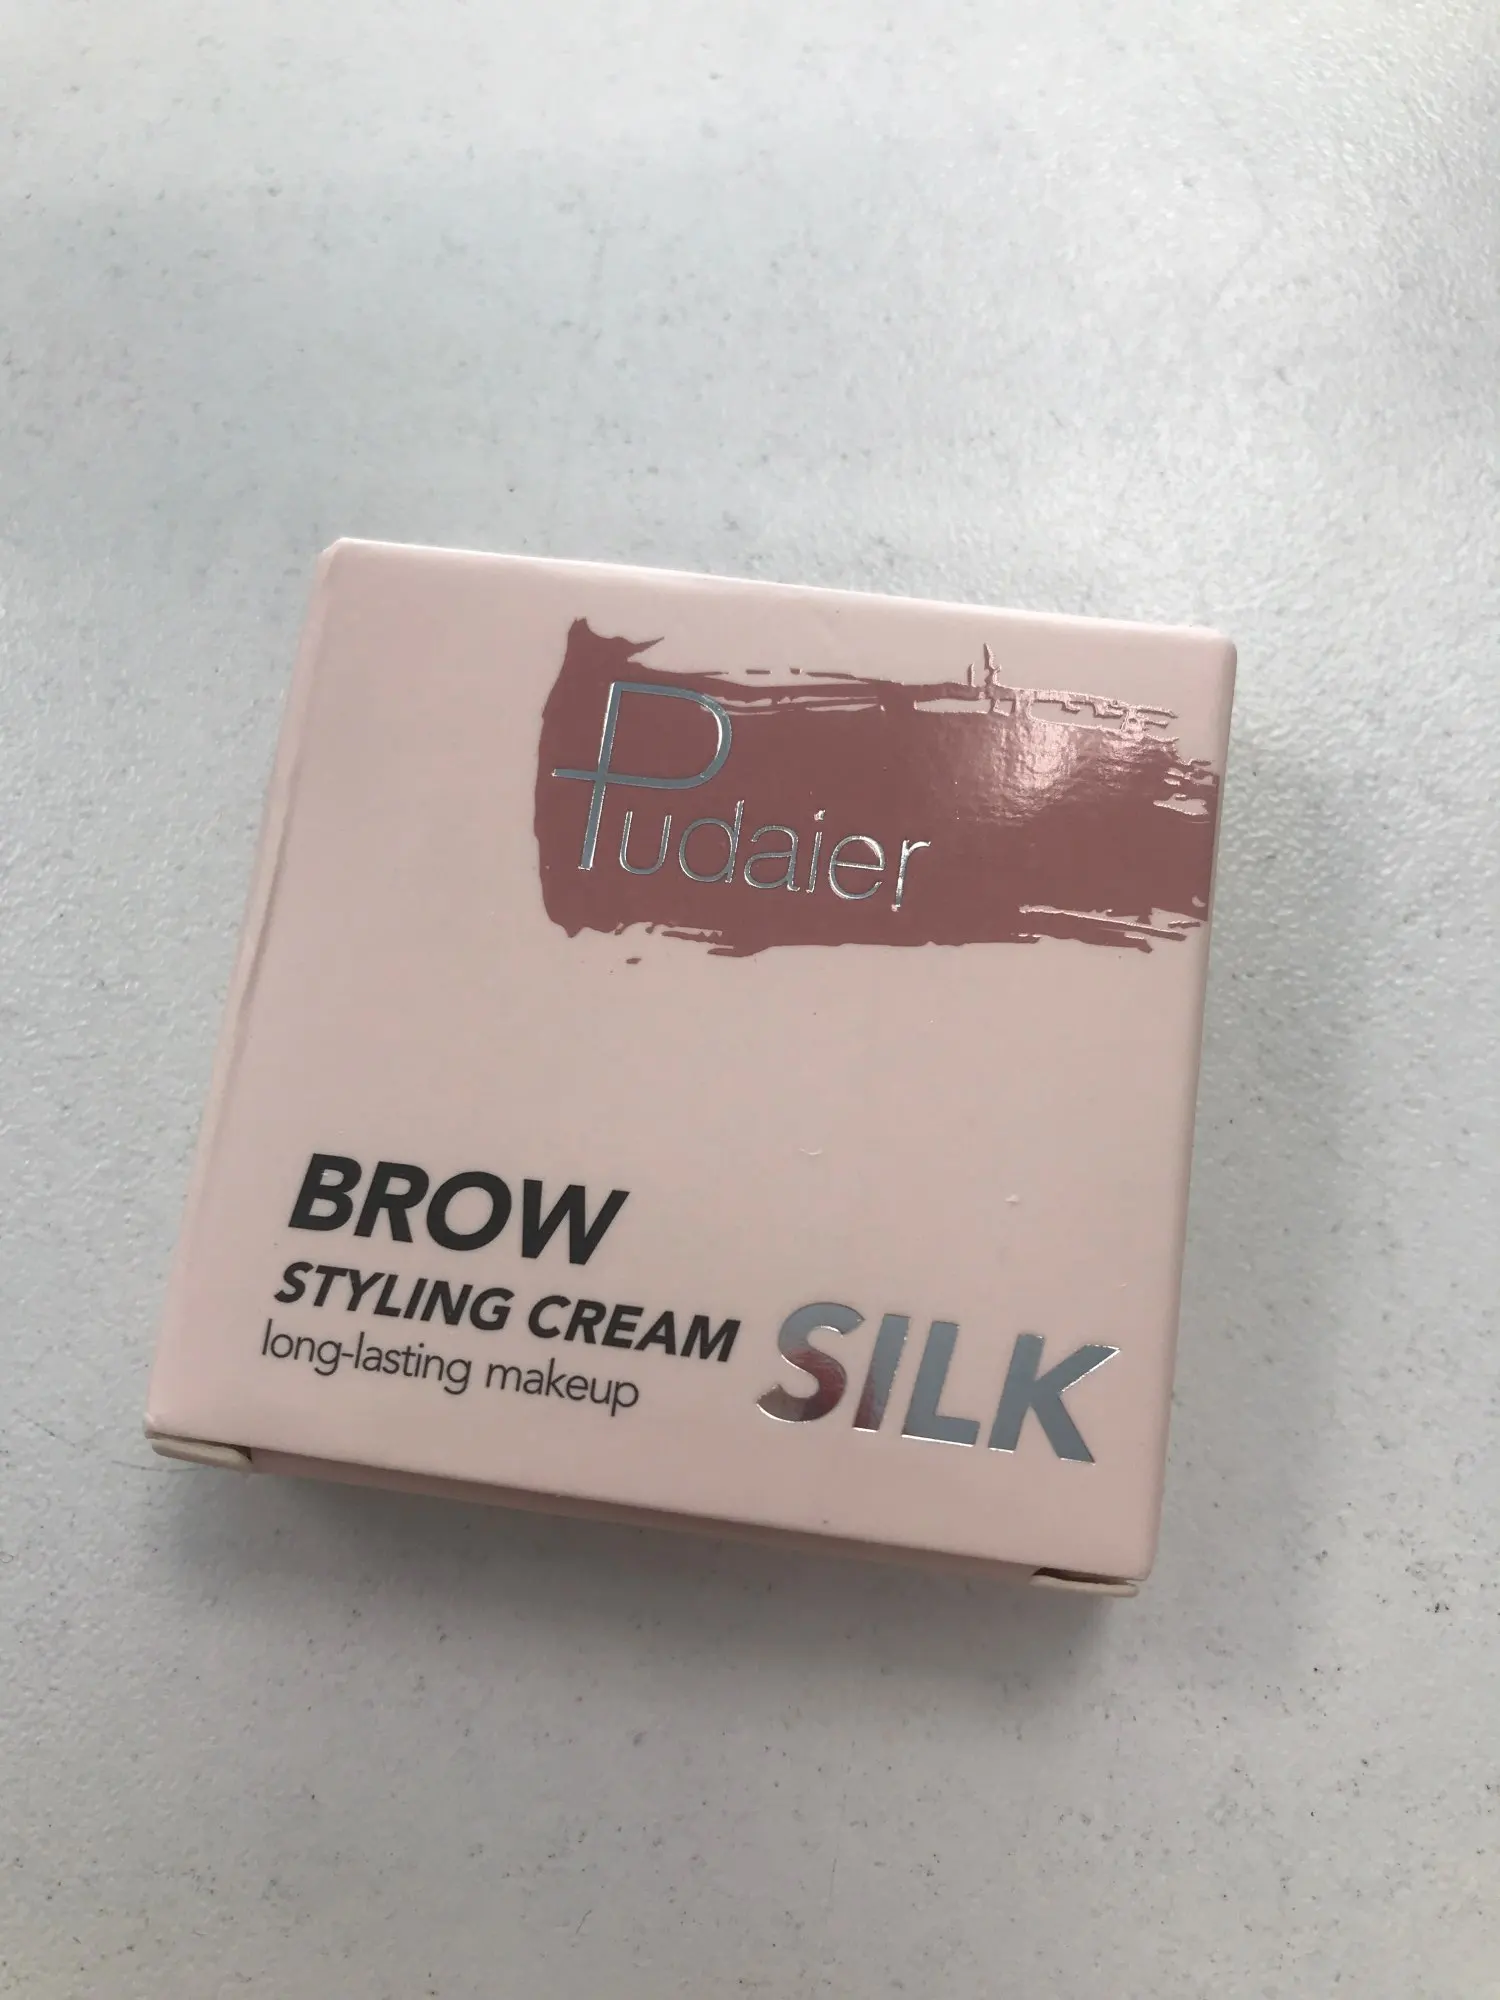 Pudaier
BROW
STYLING CREAM
long-lasting makeup
SILK